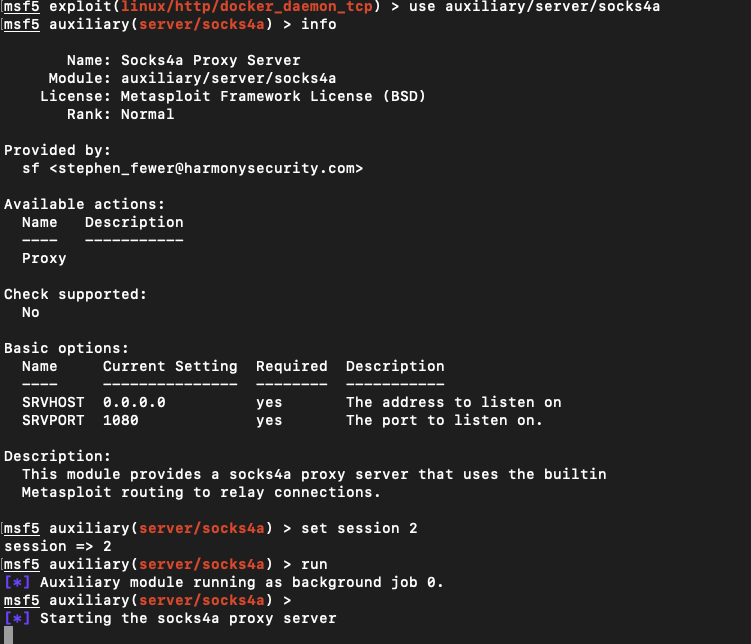 msf5 exploit(linux/http/docker_daemon_tcp) > use auxiliary/server/socks4a
msf5 auxiliary(server/socks4a) > info
Name: Socks4a Proxy Server
Module: auxiliary/server/socks4a
License: Metasploit Framework License (BSD)
Rank: Normal
Provided by:
sf <stephen_fewer@harmonysecurity.com>
Available actions:
Name Description
---- -----------
Proxy
Check supported:
No
Basic options:
Name Current Setting Required Description
---- --------------- -------- -----------
SRVHOST 0.0.0.0 yes The address to listen on
SRVPORT 1080 yes The port to listen on.
Description:
This module provides a socks4a proxy server that uses the builtin
Metasploit routing to relay connections.
msf5 auxiliary(server/socks4a) > set session 2
session => 2
msf5 auxiliary(server/socks4a) > run
[*] Auxiliary module running as background job 0.
msf5 auxiliary(server/socks4a) >
[*] Starting the socks4a proxy server